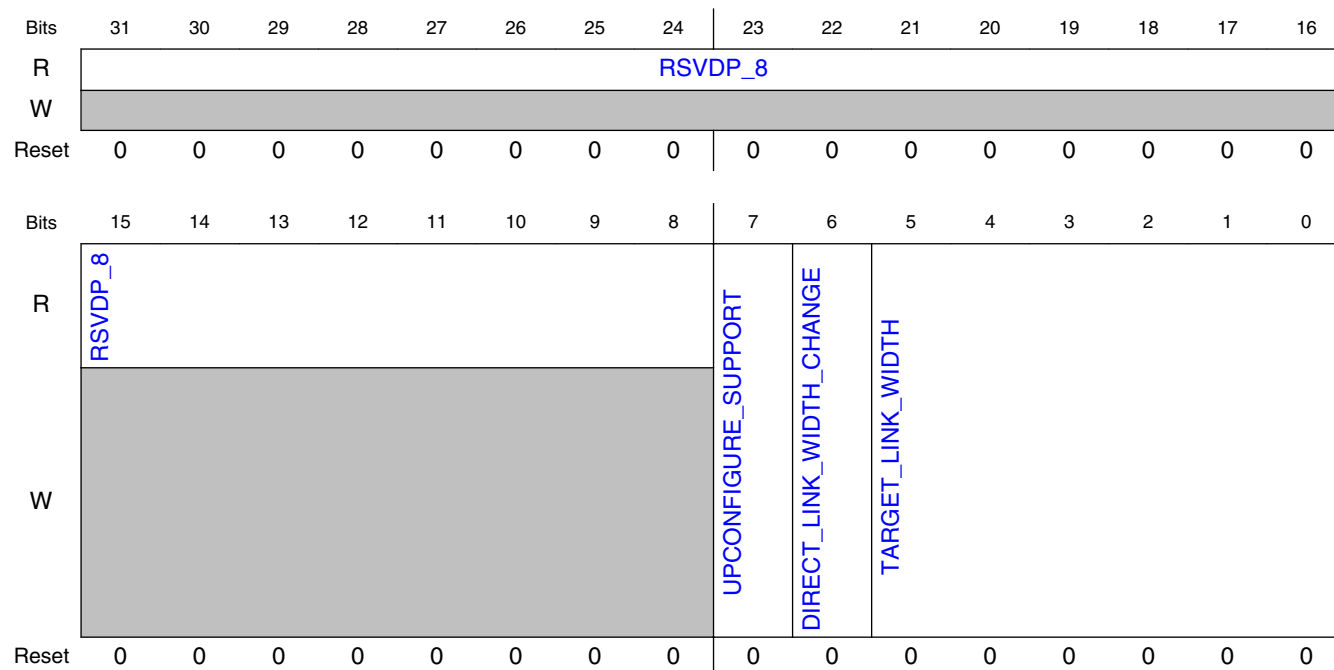 Bits 31 30 29 28 27 26 25 24 23 22 21 20 19 18 17 16
R RSVDP_8
W
Reset 0 0 0 0 0 0 0 0 0 0 0 0 0 0 0 0
Bits 15 14 13 12 11 10 9 8 7 6 5 4 3 2 1 0
R RSVDP_8 UPCONFIGURE_SUPPORT DIRECT_LINK_WIDTH_CHANGE TARGET_LINK_WIDTH
W
Reset 0 0 0 0 0 0 0 0 0 0 0 0 0 0 0 0